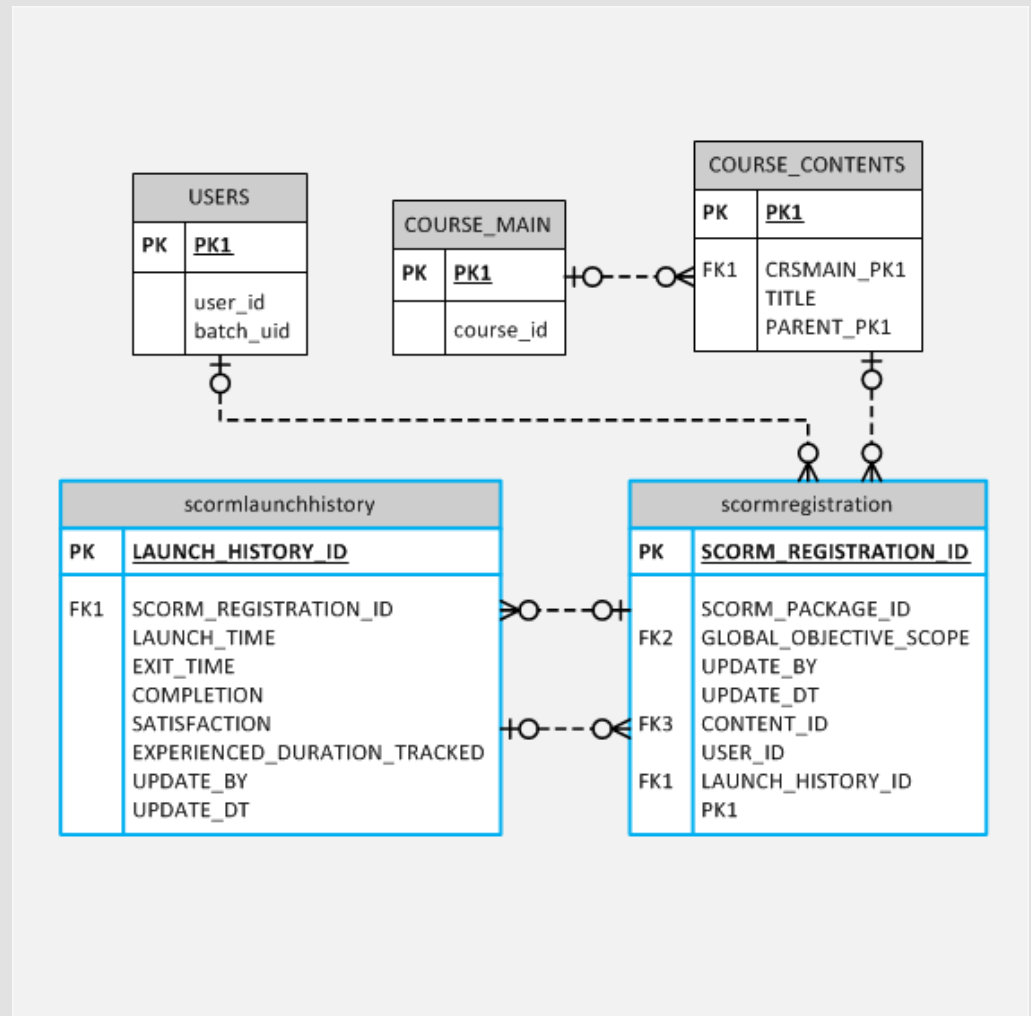 USERS
PK PK1
user_id
batch_uid
COURSE_MAIN
PK PK1
course_id
COURSE_CONTENTS
PK PK1
FK1 CRSMAIN_PK1
TITLE
PARENT_PK1
scormlaunchhistory
PK LAUNCH_HISTORY_ID
FK1 SCORM_REGISTRATION_ID
LAUNCH_TIME
EXIT_TIME
COMPLETION
SATISFACTION
EXPERIENCED_DURATION_TRACKED
UPDATE_BY
UPDATE_DT
scormregistration
PK SCORM_REGISTRATION_ID
SCORM_PACKAGE_ID
FK2 GLOBAL_OBJECTIVE_SCOPE
UPDATE_BY
UPDATE_DT
FK3 CONTENT_ID
USER_ID
FK1 LAUNCH_HISTORY_ID
PK1